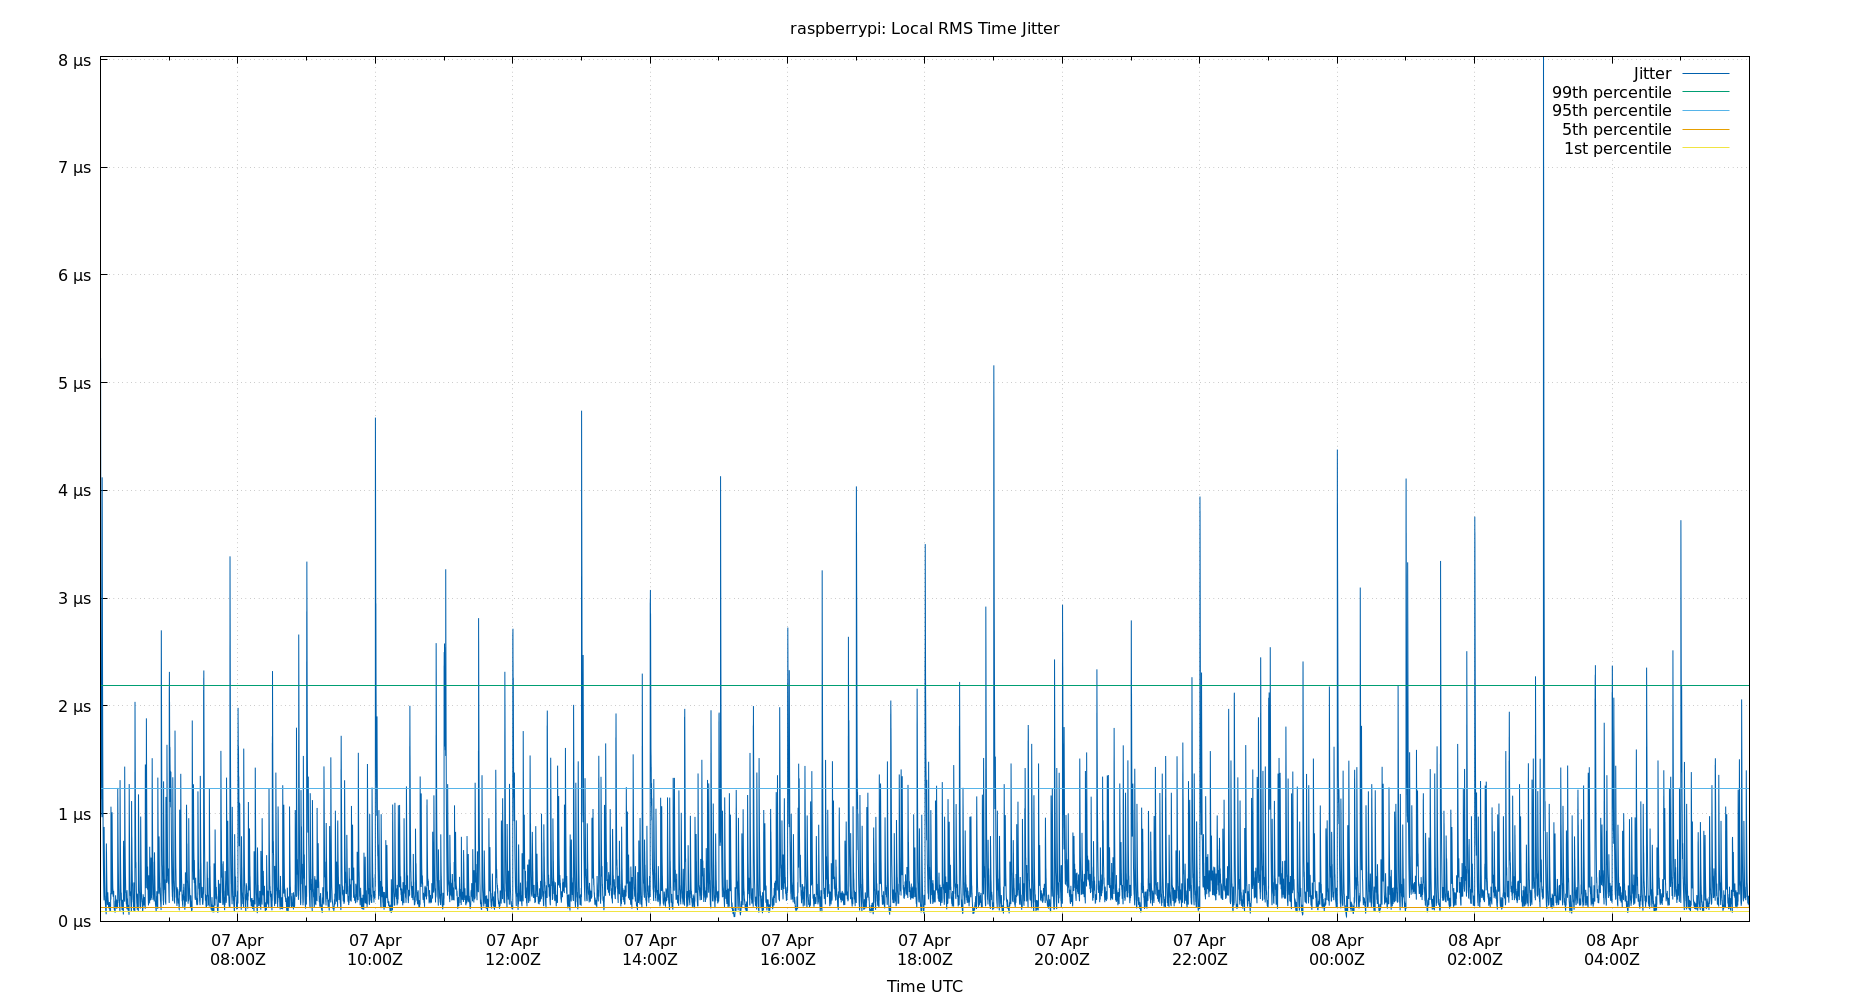 raspberrypi: Local RMS Time Jitter
8 µs
7 µs
6 µs
5 µs
4 µs
3 µs
2 µs
1 µs
0 µs
Jitter
99th percentile
95th percentile
5th percentile
1st percentile
07 Apr
08:00Z
07 Apr
10:00Z
07 Apr
12:00Z
07 Apr
14:00Z
07 Apr
16:00Z
07 Apr
18:00Z
07 Apr
20:00Z
07 Apr
22:00Z
08 Apr
00:00Z
08 Apr
02:00Z
08 Apr
04:00Z
Time UTC